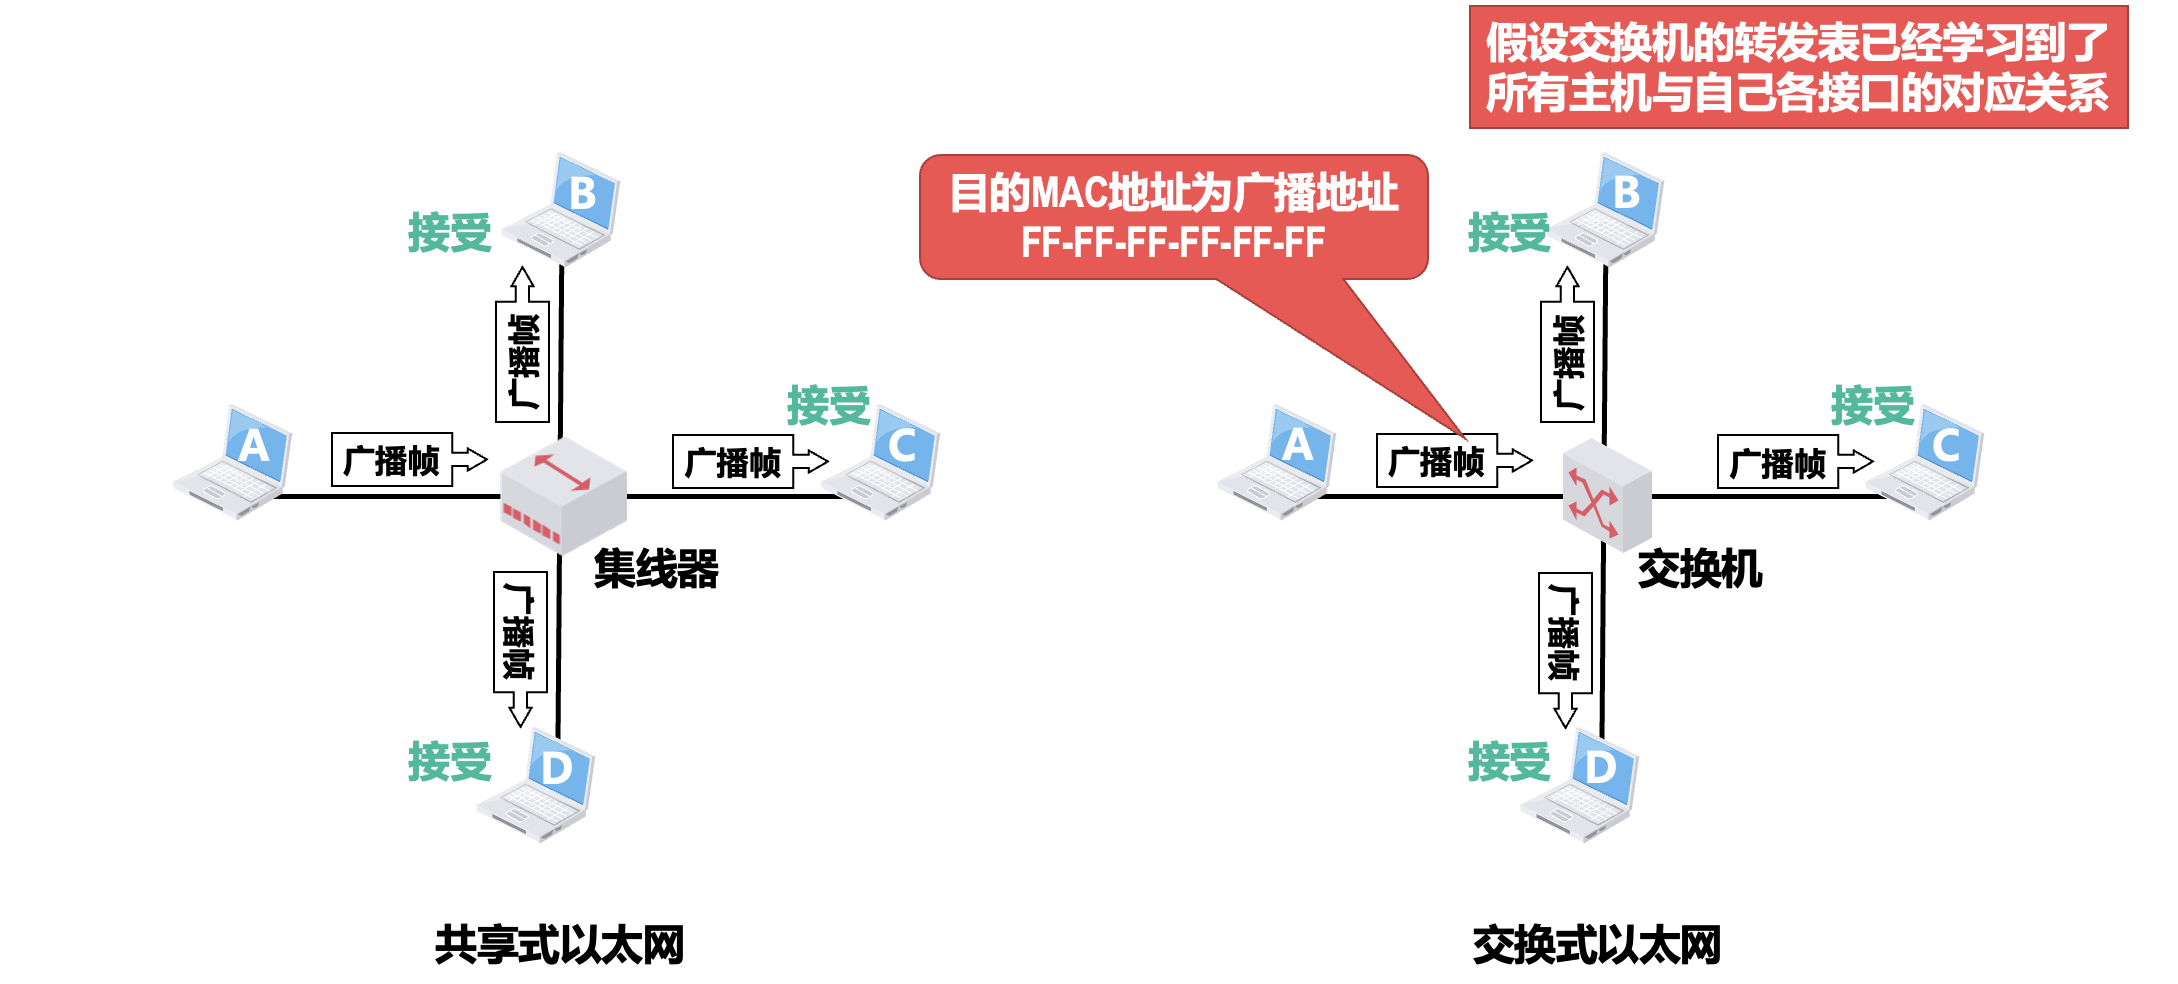 假设交换机的转发表已经学习到了
所有主机与自己各接口的对应关系
目的MAC地址为广播地址
FF-FF-FF-FF-FF-FF
B
接受
广播帧
A
广播帧
接受
C
广播帧
集线器
广播帧
接受
D
共享式以太网
B
接受
广播帧
A
广播帧
接受
C
广播帧
交换机
广播帧
接受
D
交换式以太网